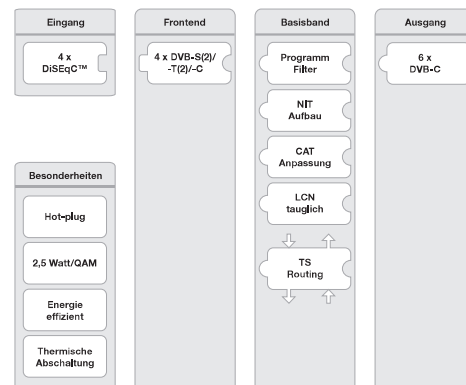 Eingang
4 x
DiSEqC™
Besonderheiten
Hot-plug
2,5 Watt/QAM
Energie
effizient
Thermische
Abschaltung
Frontend
4 x DVB-S(2)/
-T(2)/-C
Basisband
Programm
Filter
NIT
Aufbau
CAT
Anpassung
LCN
tauglich
TS
Routing
Ausgang
6 x
DVB-C